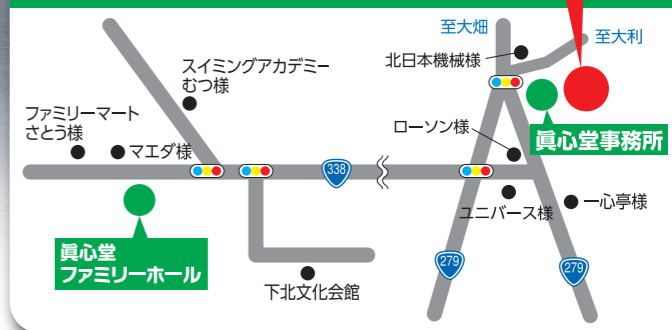 至大畑
至大利
北日本機械様
スイミングアカデミー
むつ様
ファミリーマート
さとう様
マエダ様
ローソン様
眞心堂事務所
338
ユニバース様
一心亭様
眞心堂
ファミリーホール
下北文化会館
279
279